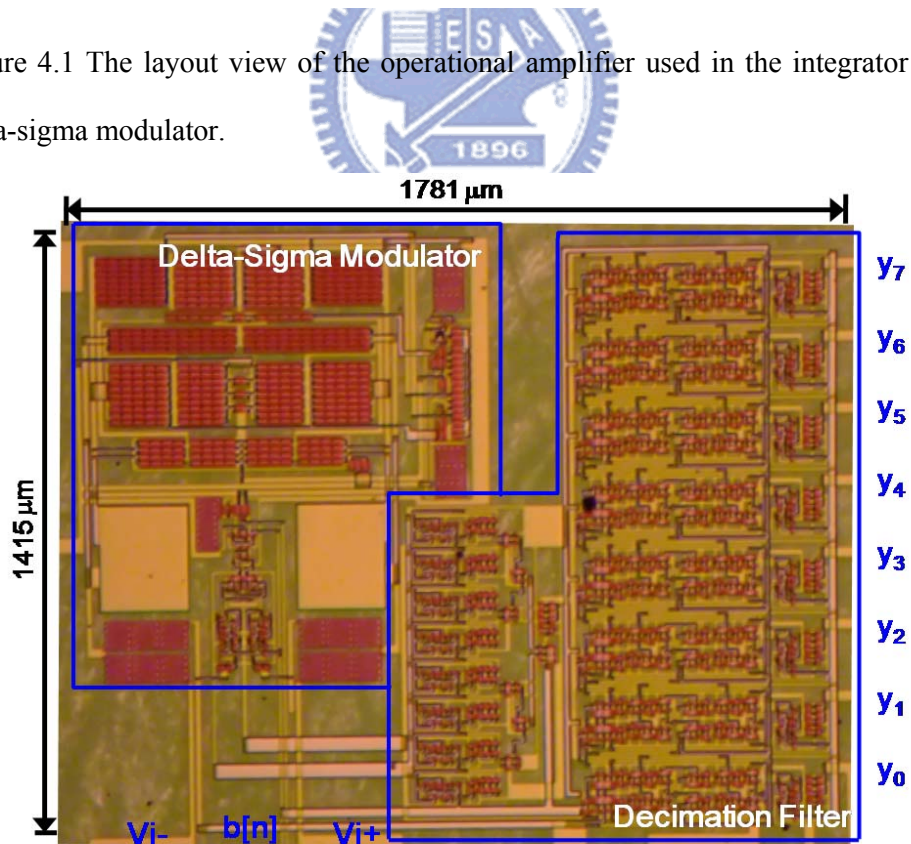 ure 4.1 The layout view of the operational amplifier used in the integrator
a-sigma modulator.
E S A
1896
1781 µm
1415 µm
Delta-Sigma Modulator
y7
y6
y5
y4
y3
y2
y1
y0
Decimation Filter
Vi-
b[n]
Vi+